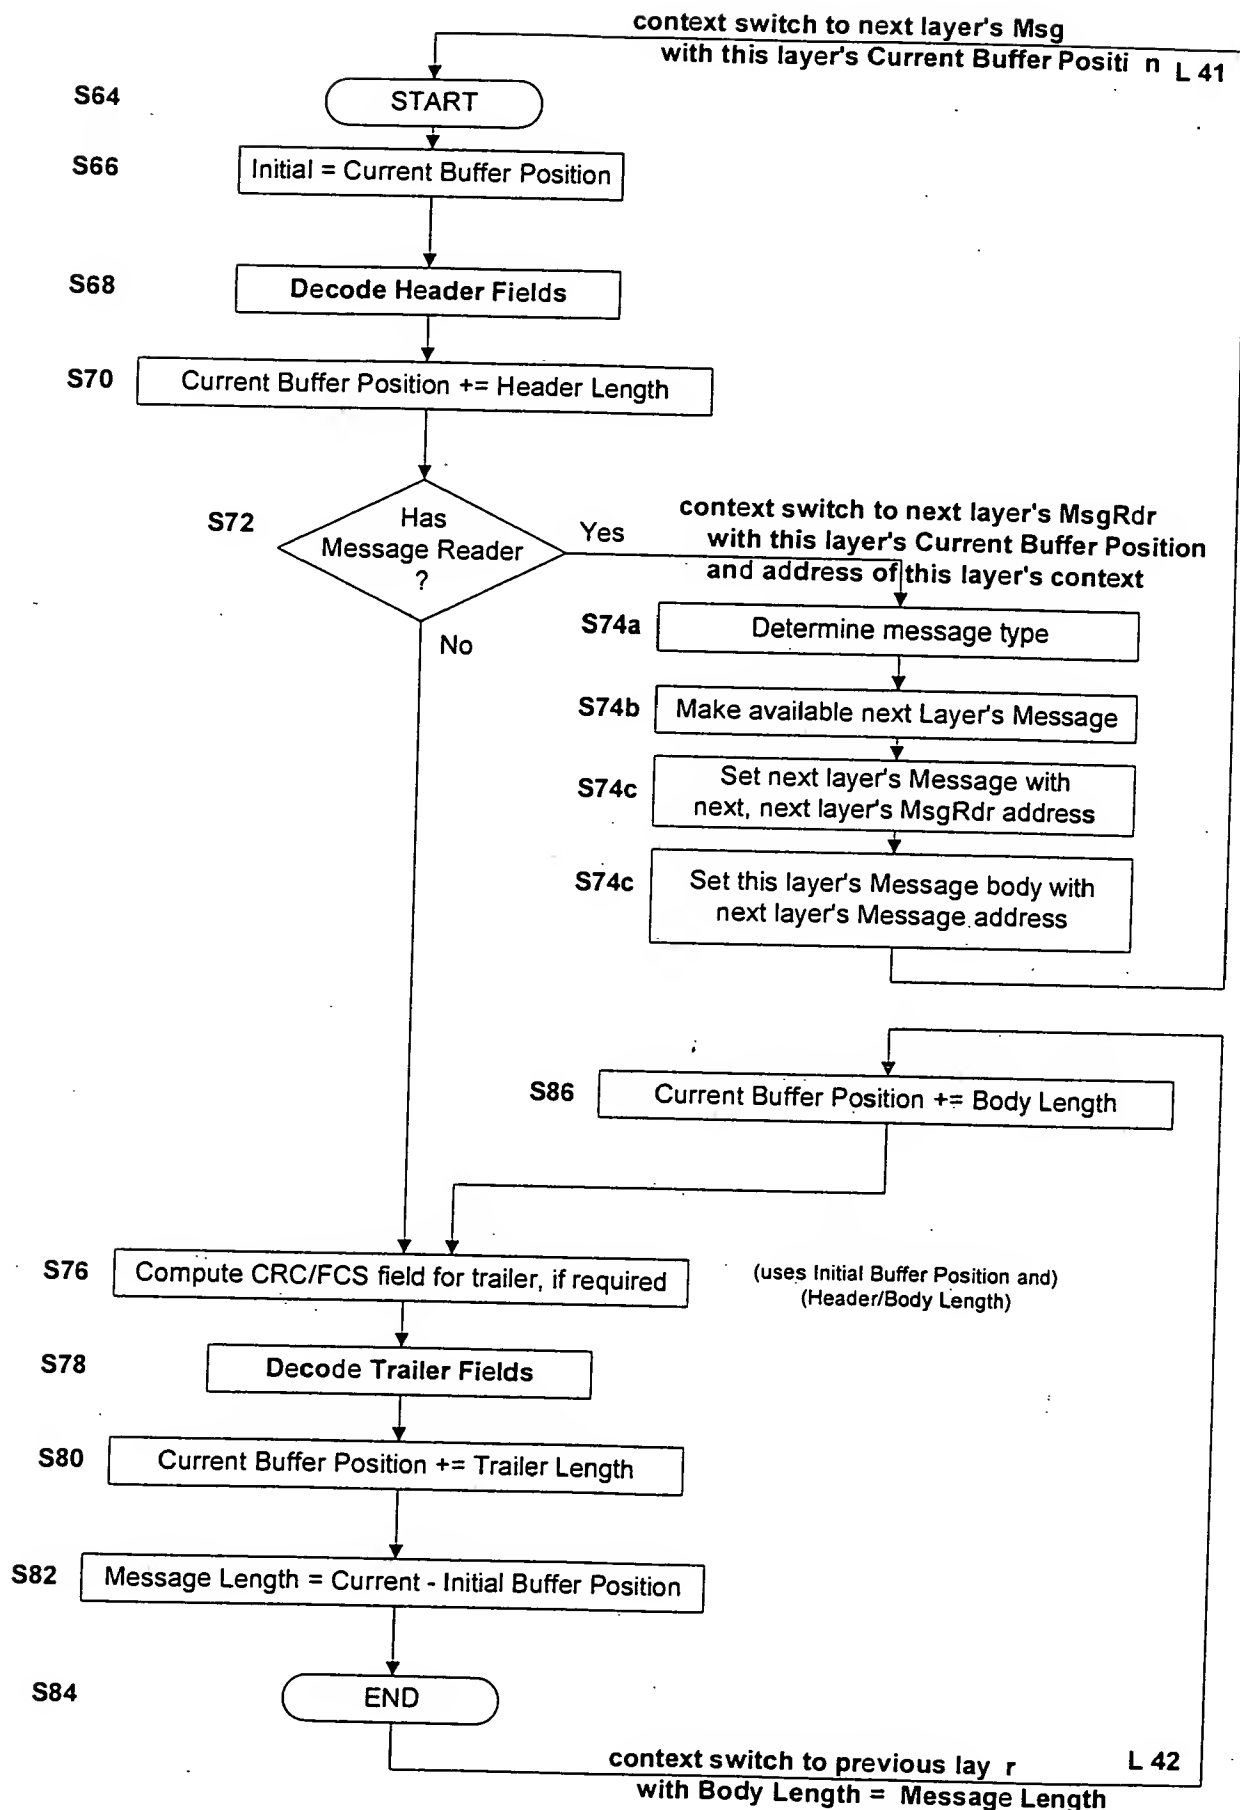 context switch to next layer's Msg
with this layer's Current Buffer Positi n L 41
S64 START
S66 Initial = Current Buffer Position
S68 Decode Header Fields
S70 Current Buffer Position += Header Length
S72 Has
Message Reader
?
Yes
No
context switch to next layer's MsgRdr
with this layer's Current Buffer Position
and address of this layer's context
S74a Determine message type
S74b Make available next Layer's Message
S74c Set next layer's Message with
next, next layer's MsgRdr address
S74c Set this layer's Message body with
next layer's Message address
S86 Current Buffer Position += Body Length
S76 Compute CRC/FCS field for trailer, if required
(uses Initial Buffer Position and)
(Header/Body Length)
S78 Decode Trailer Fields
S80 Current Buffer Position += Trailer Length
S82 Message Length = Current - Initial Buffer Position
S84 END
context switch to previous lay r L 42
with Body Length = Message Length